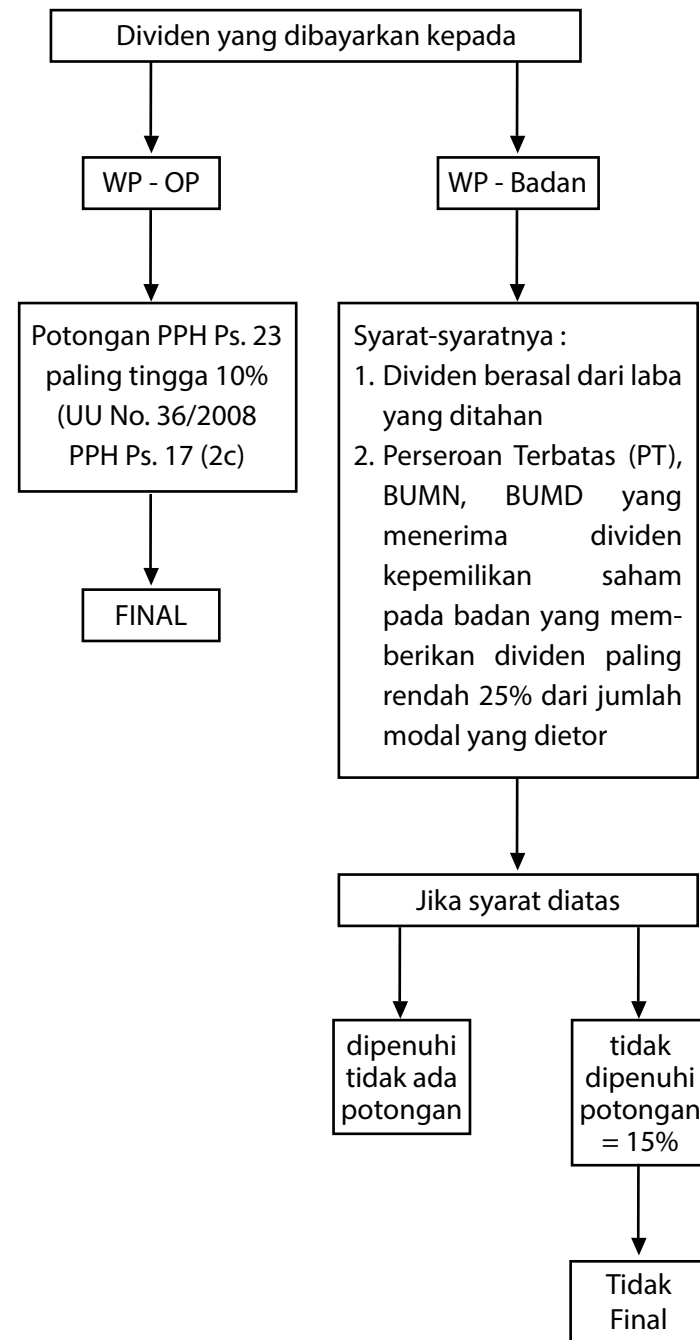 Dividen yang dibayarkan kepada
WP - OP
WP - Badan
Potongan PPH Ps. 23
paling tingga 10%
(UU No. 36/2008
PPH Ps. 17 (2c)
FINAL
Syarat-syaratnya :
1. Dividen berasal dari laba
yang ditahan
2. Perseroan Terbatas (PT),
BUMN, BUMD yang
menerima dividen
kepemilikan saham
pada badan yang mem-
berikan dividen paling
rendah 25% dari jumlah
modal yang dietor
Jika syarat diatas
dipenuhi
tidak ada
potongan
tidak
dipenuhi
potongan
= 15%
Tidak
Final